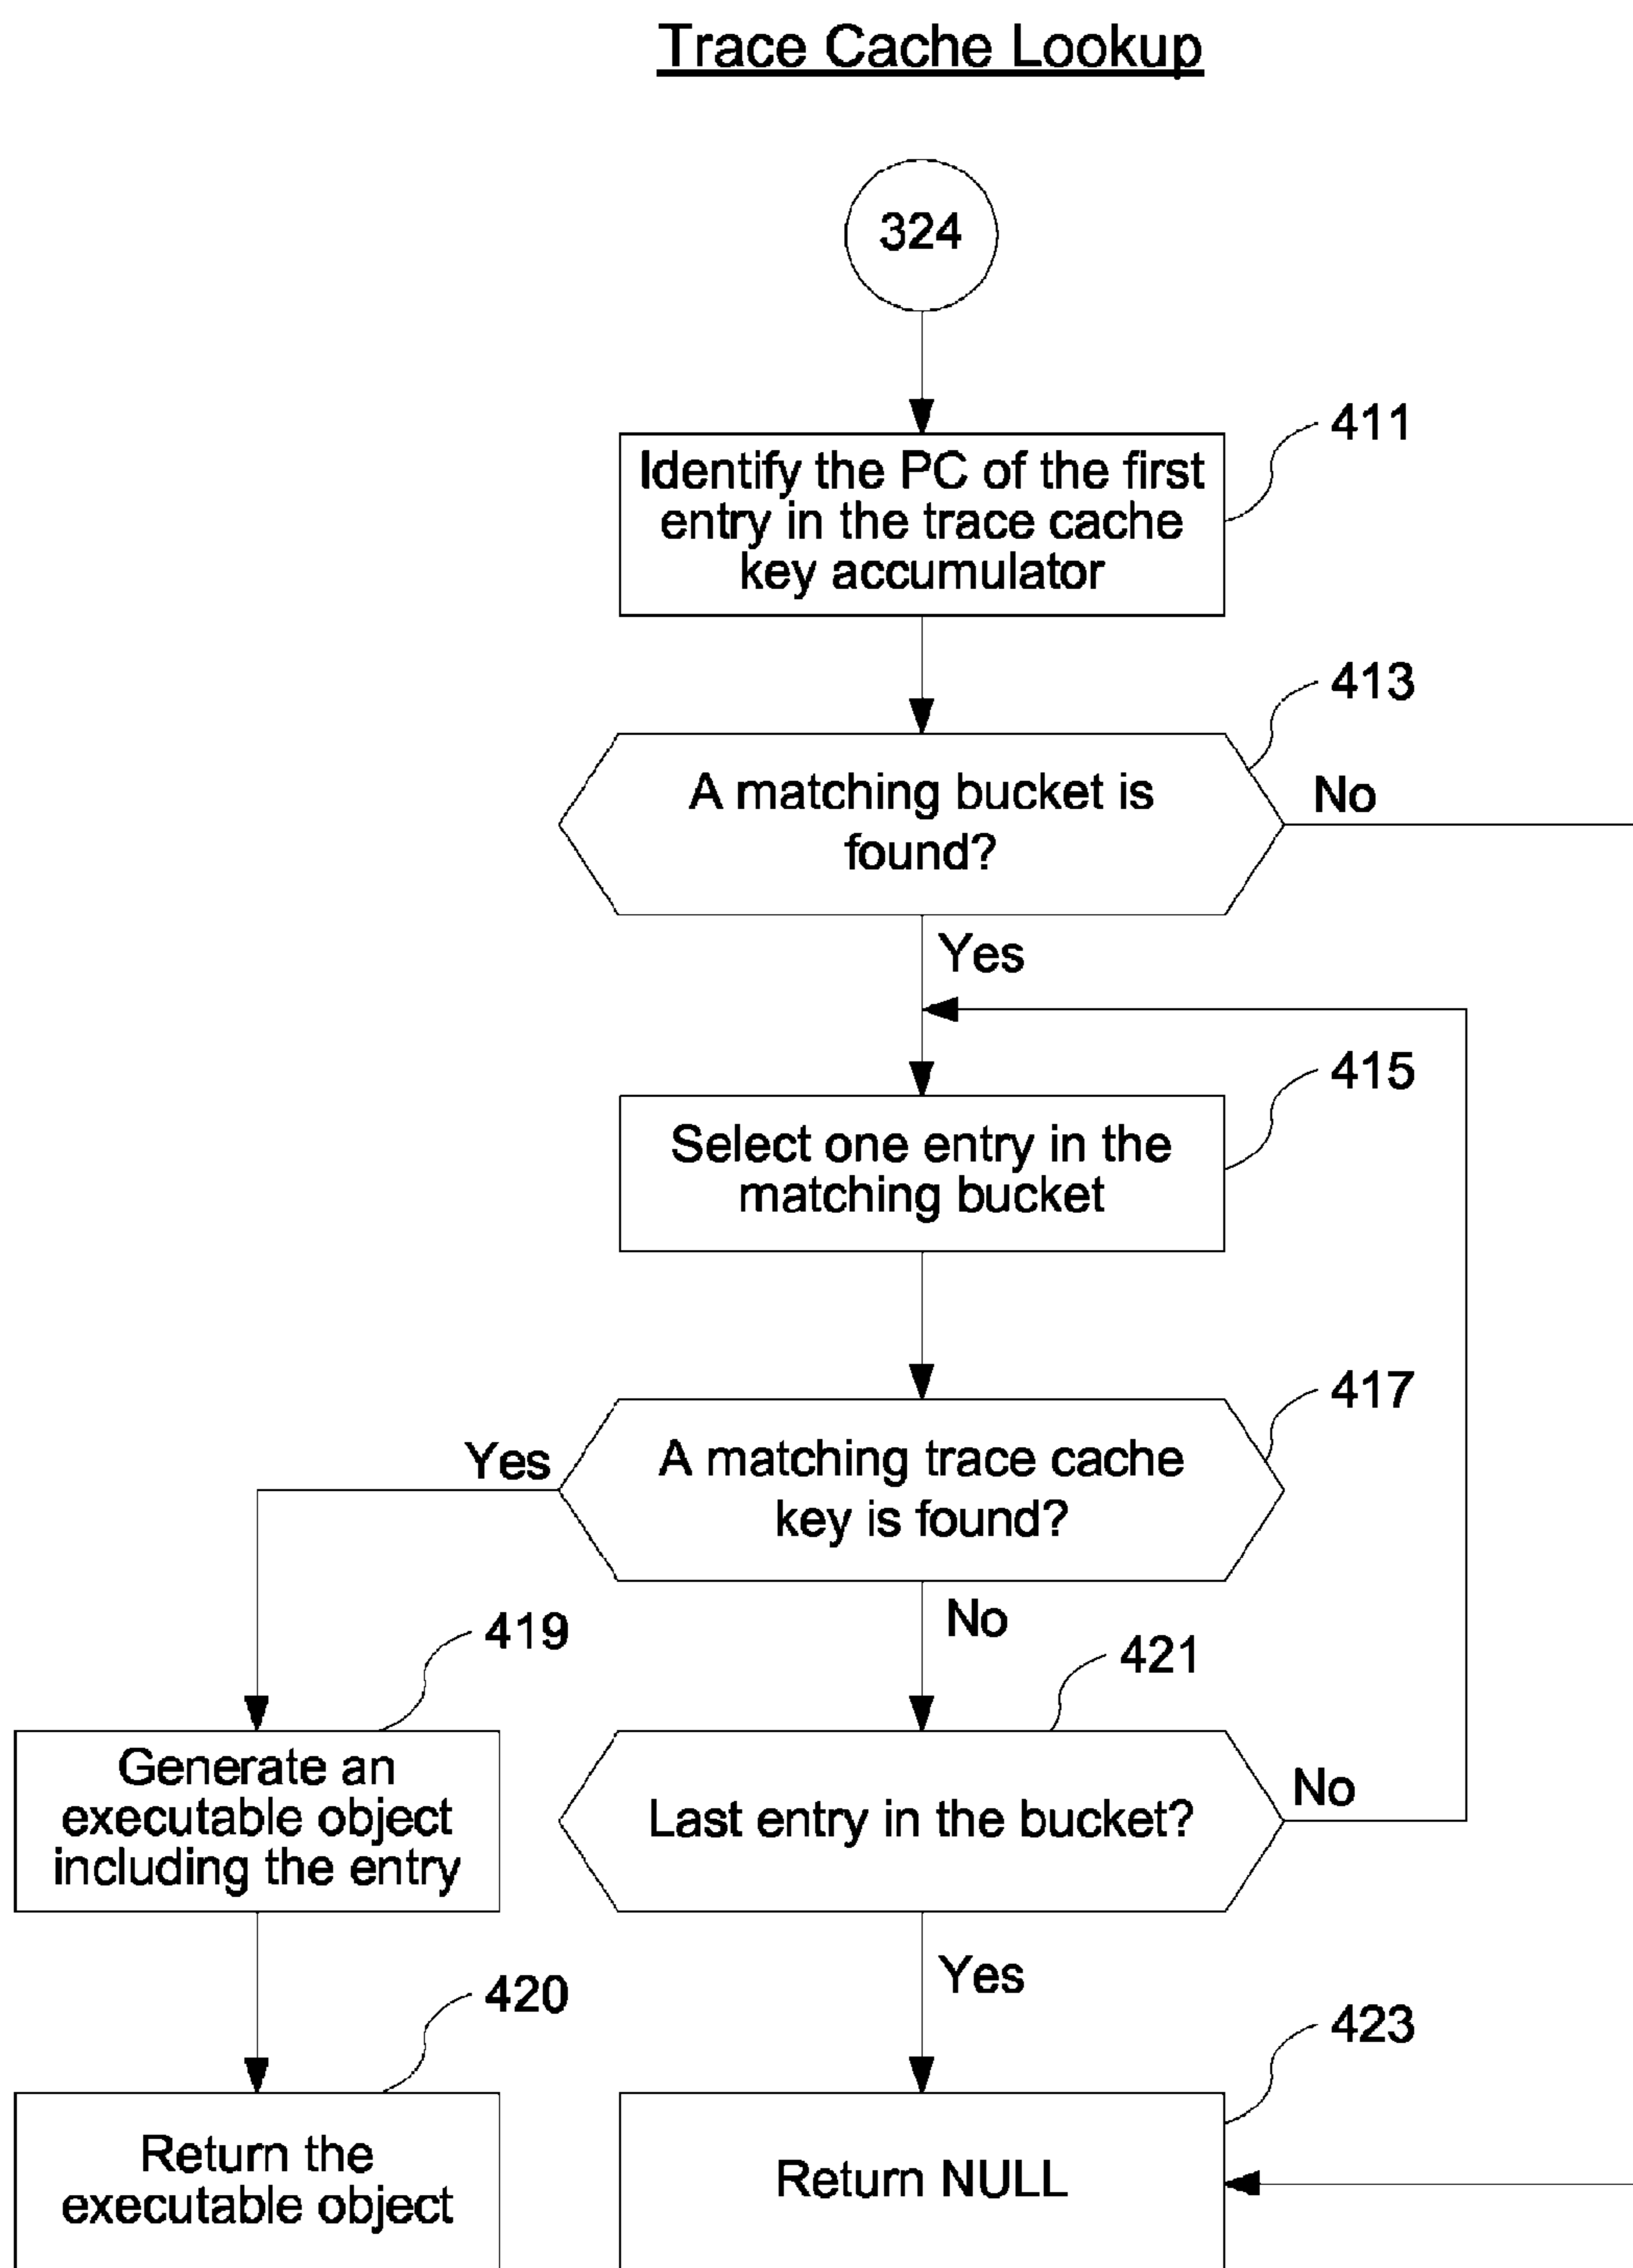 Trace Cache Lookup
324
411
Identify the PC of the first
entry in the trace cache
key accumulator
413
A matching bucket is
found?
No
Yes
415
Select one entry in the
matching bucket
417
A matching trace cache
key is found?
Yes
No
419
421
Generate an
executable object
including the entry
Last entry in the bucket?
No
Yes
420
423
Return the
executable object
Return NULL